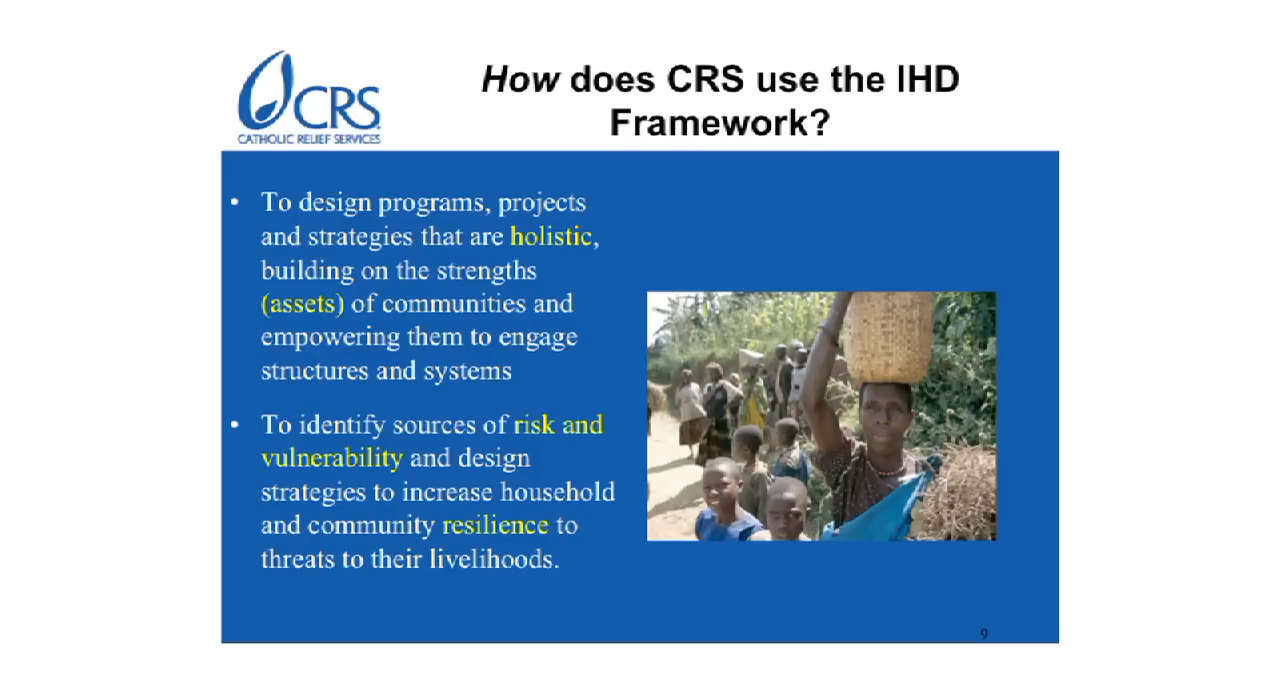 CRS
CATHOLIC RELIEF SERVICES
How does CRS use the IHD
Framework?
• To design programs, projects
and strategies that are holistic,
building on the strengths
(assets) of communities and
empowering them to engage
structures and systems
• To identify sources of risk and
vulnerability and design
strategies to increase household
and community resilience to
threats to their livelihoods.
9